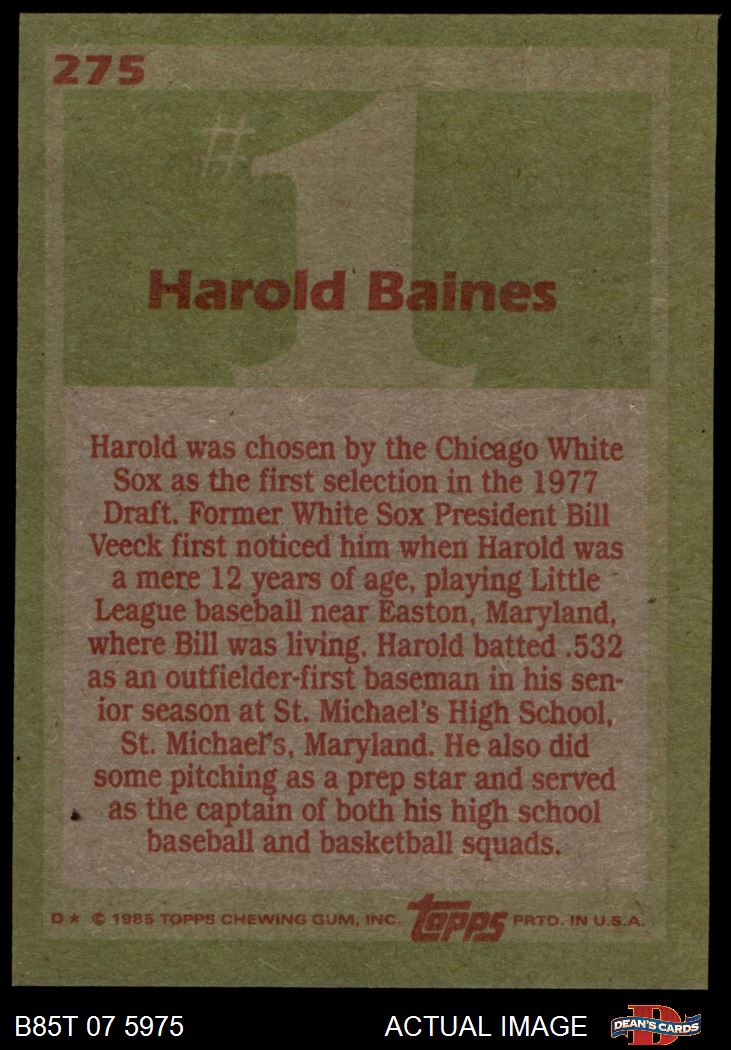 275
#1
Harold Baines
Harold was chosen by the Chicago White
Sox as the first selection in the 1977
Draft. Former White Sox President Bill
Veeck first noticed him when Harold was
a mere 12 years of age, playing Little
League baseball near Easton, Maryland,
where Bill was living. Harold batted .532
as an outfielder-first baseman in his sen-
ior season at St. Michael's High School,
St. Michael's, Maryland. He also did
some pitching as a prep star and served
as the captain of both his high school
baseball and basketball squads.
D★ © 1985 TOPPS CHEWING GUM, INC. topps PRTD. IN U.S.A.
B85T 07 5975 ACTUAL IMAGE D DEAN'S CARDS